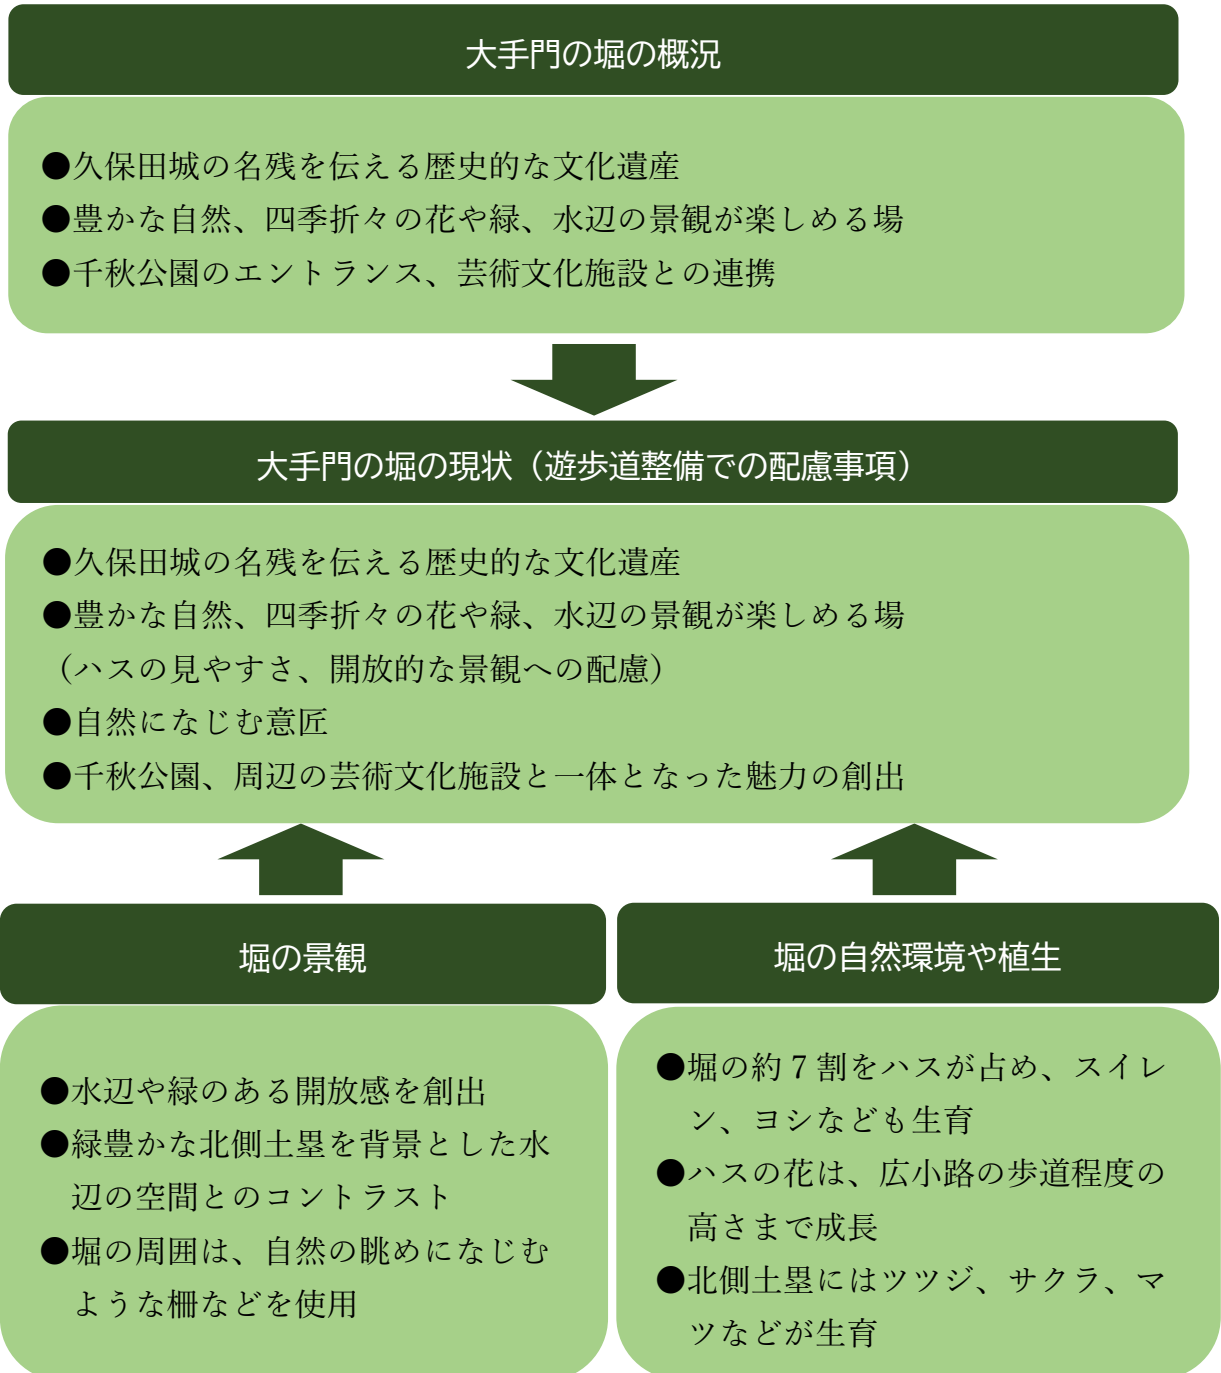 大手門の堀の概況
●久保田城の名残を伝える歴史的な文化遺産
●豊かな自然、四季折々の花や緑、水辺の景観が楽しめる場
●千秋公園のエントランス、芸術文化施設との連携
大手門の堀の現状（遊歩道整備での配慮事項）
●久保田城の名残を伝える歴史的な文化遺産
●豊かな自然、四季折々の花や緑、水辺の景観が楽しめる場
（ハスの見やすさ、開放的な景観への配慮）
●自然になじむ意匠
●千秋公園、周辺の芸術文化施設と一体となった魅力の創出
堀の景観
●水辺や緑のある開放感を創出
●緑豊かな北側土塁を背景とした水
辺の空間とのコントラスト
●堀の周囲は、自然の眺めになじむ
ような柵などを使用
堀の自然環境や植生
●堀の約７割をハスが占め、スイレ
ン、ヨシなども生育
●ハスの花は、広小路の歩道程度の
高さまで成長
●北側土塁にはツツジ、サクラ、マ
ツなどが生育